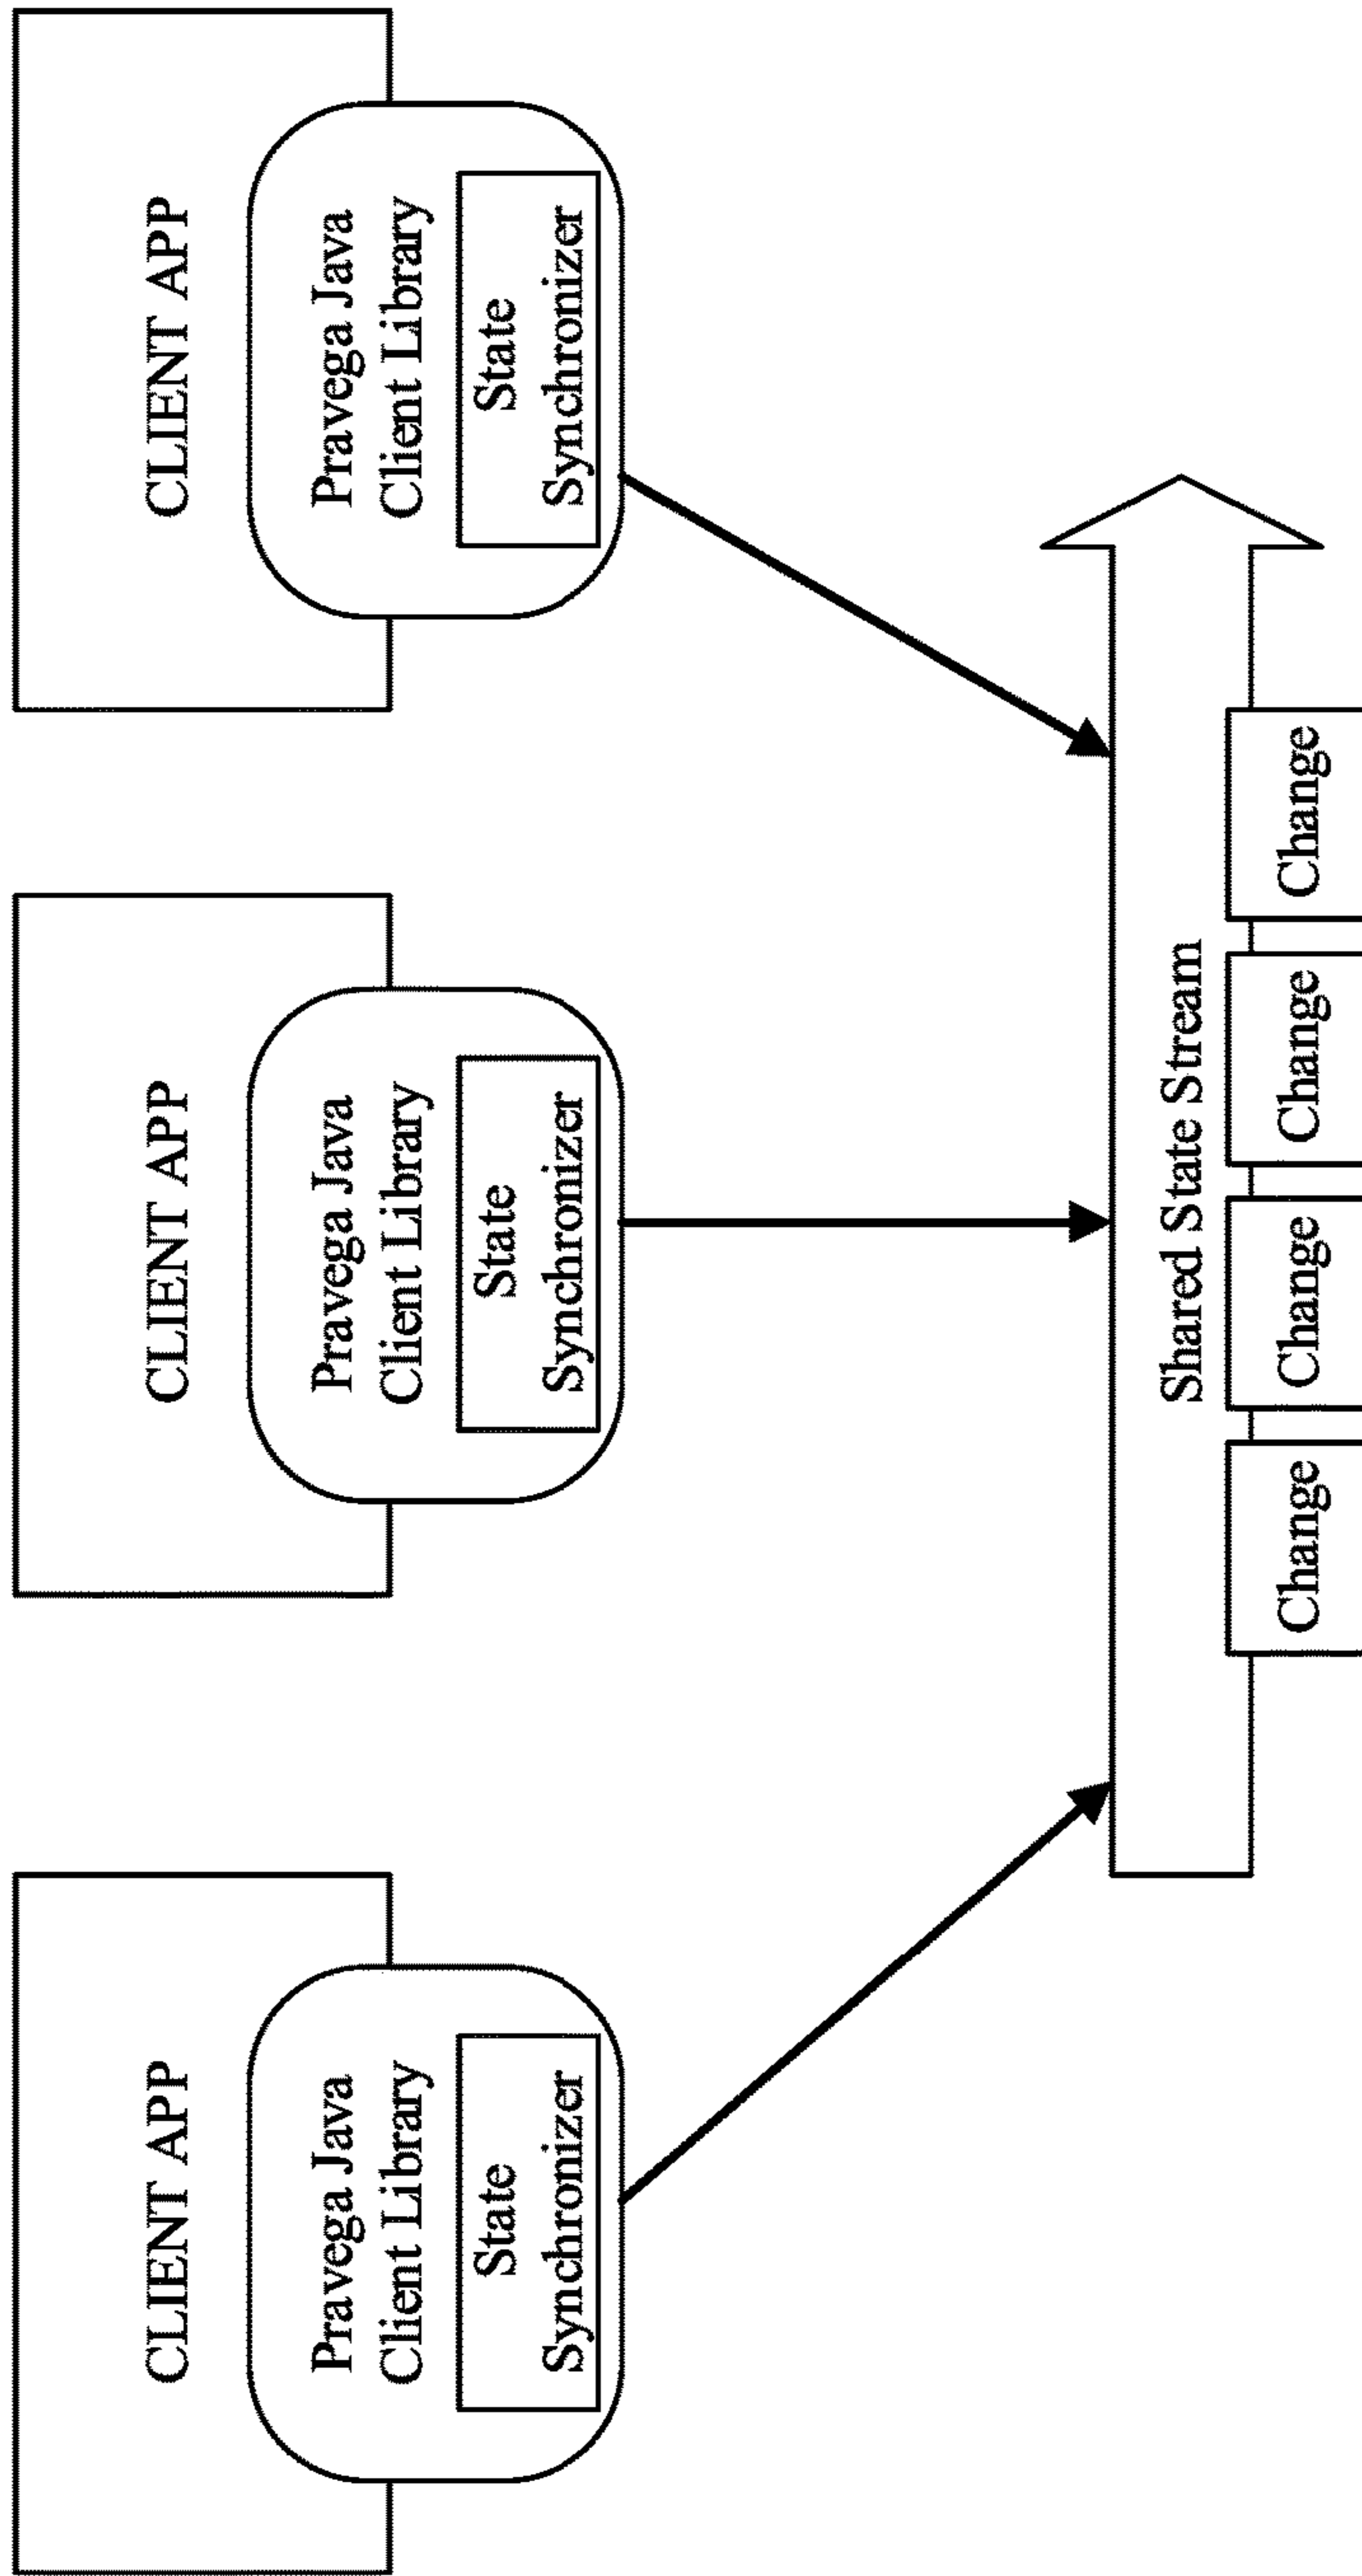 CLIENT APP
Pravega Java
Client Library
State
Synchronizer
CLIENT APP
Pravega Java
Client Library
State
Synchronizer
CLIENT APP
Pravega Java
Client Library
State
Synchronizer
Shared State Stream
Change
Change
Change
Change